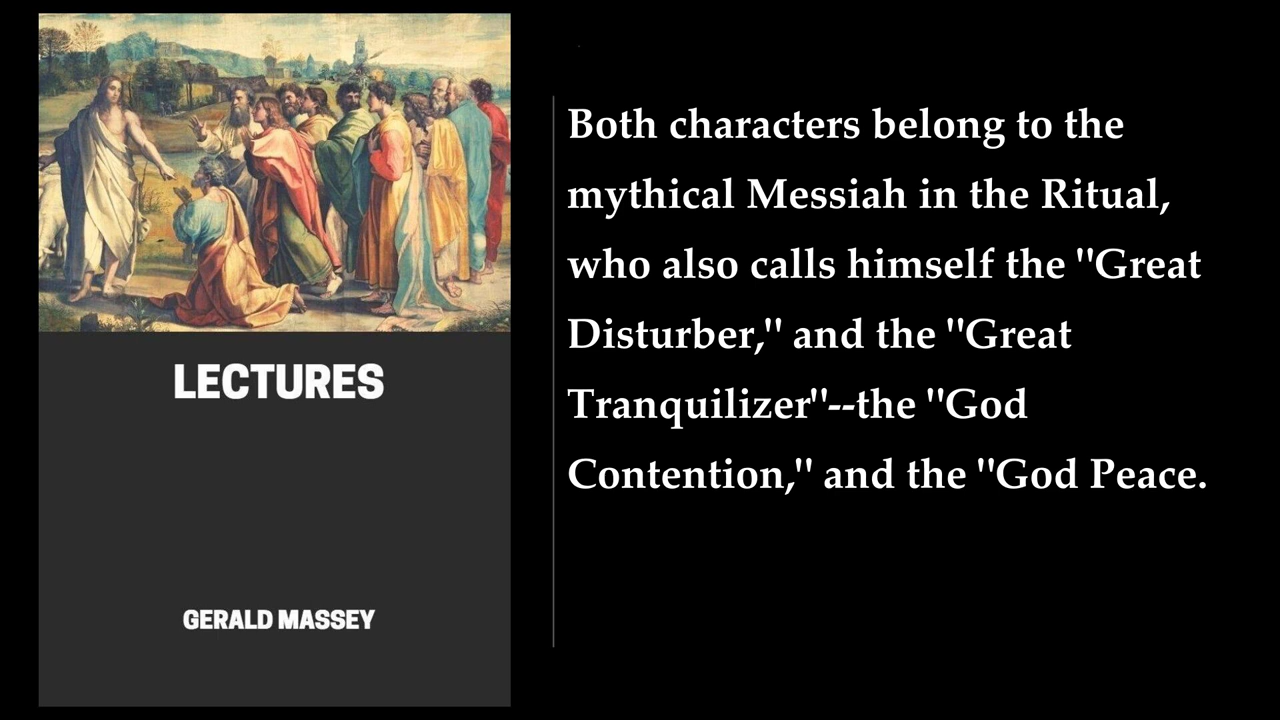 LECTURES
GERALD MASSEY
Both characters belong to the
mythical Messiah in the Ritual,
who also calls himself the "Great
Disturber," and the "Great
Tranquilizer"--the "God
Contention," and the "God Peace.